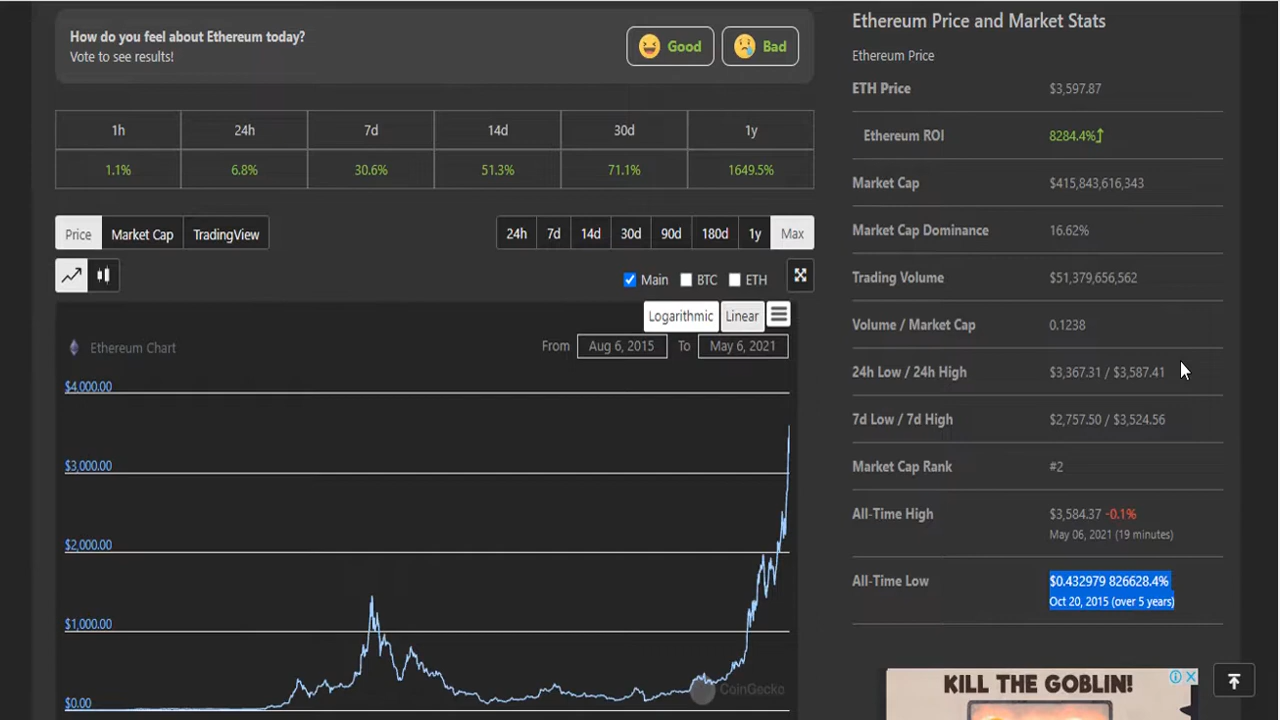 How do you feel about Ethereum today?
Vote to see results!
Good
Bad
1h 24h 7d 14d 30d 1y
1.1% 6.8% 30.6% 51.3% 71.1% 1649.5%
Price Market Cap TradingView
24h 7d 14d 30d 90d 180d 1y Max
Main BTC ETH
Logarithmic Linear
Ethereum Chart
From Aug 6, 2015 To May 6, 2021
$4,000.00
$3,000.00
$2,000.00
$1,000.00
$0.00
CoinGecko
Ethereum Price and Market Stats
Ethereum Price
ETH Price $3,597.87
Ethereum ROI 8284.4%
Market Cap $415,843,616,343
Market Cap Dominance 16.62%
Trading Volume $51,379,656,562
Volume / Market Cap 0.1238
24h Low / 24h High $3,367.31 / $3,587.41
7d Low / 7d High $2,757.50 / $3,524.56
Market Cap Rank #2
All-Time High $3,584.37 -0.1%
May 06, 2021 (19 minutes)
All-Time Low $0.432979 826628.4%
Oct 20, 2015 (over 5 years)
KILL THE GOBLIN!